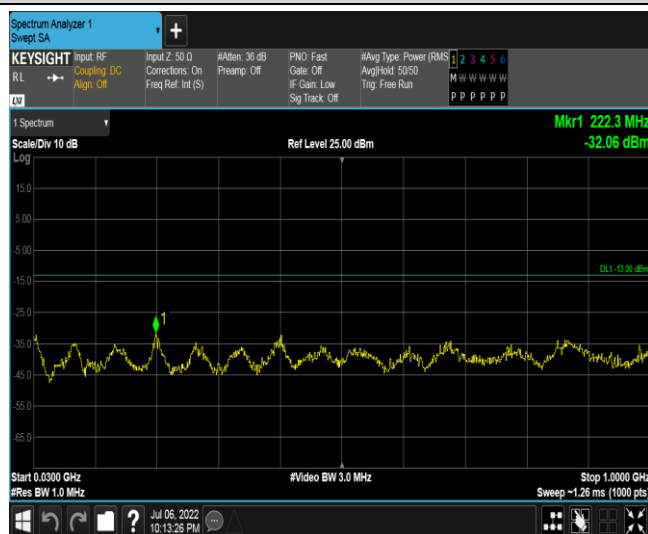 Spectrum Analyzer 1
Swept SA
+
KEYSIGHT
RL
LXI
Input: RF
Coupling: DC
Align: Off
Input Z: 50 Ω
Corrections: On
Freq Ref: Int (S)
#Atten: 36 dB
Preamp: Off
PNO: Fast
Gate: Off
IF Gain: Low
Sig Track: Off
#Avg Type: Power (RMS
Avg|Hold: 50/50
Trig: Free Run
1 2 3 4 5 6
M W W W W W
P P P P P P
1 Spectrum
Mkr1 222.3 MHz
-32.06 dBm
Scale/Div 10 dB
Ref Level 25.00 dBm
Log
15.0
5.00
-5.00
DL1 -13.00 dBm
-15.0
-25.0
1
-35.0
-45.0
-55.0
-65.0
Start 0.0300 GHz
#Video BW 3.0 MHz
Stop 1.0000 GHz
#Res BW 1.0 MHz
Sweep ~1.26 ms (1000 pts)
?
Jul 06, 2022
10:13:26 PM